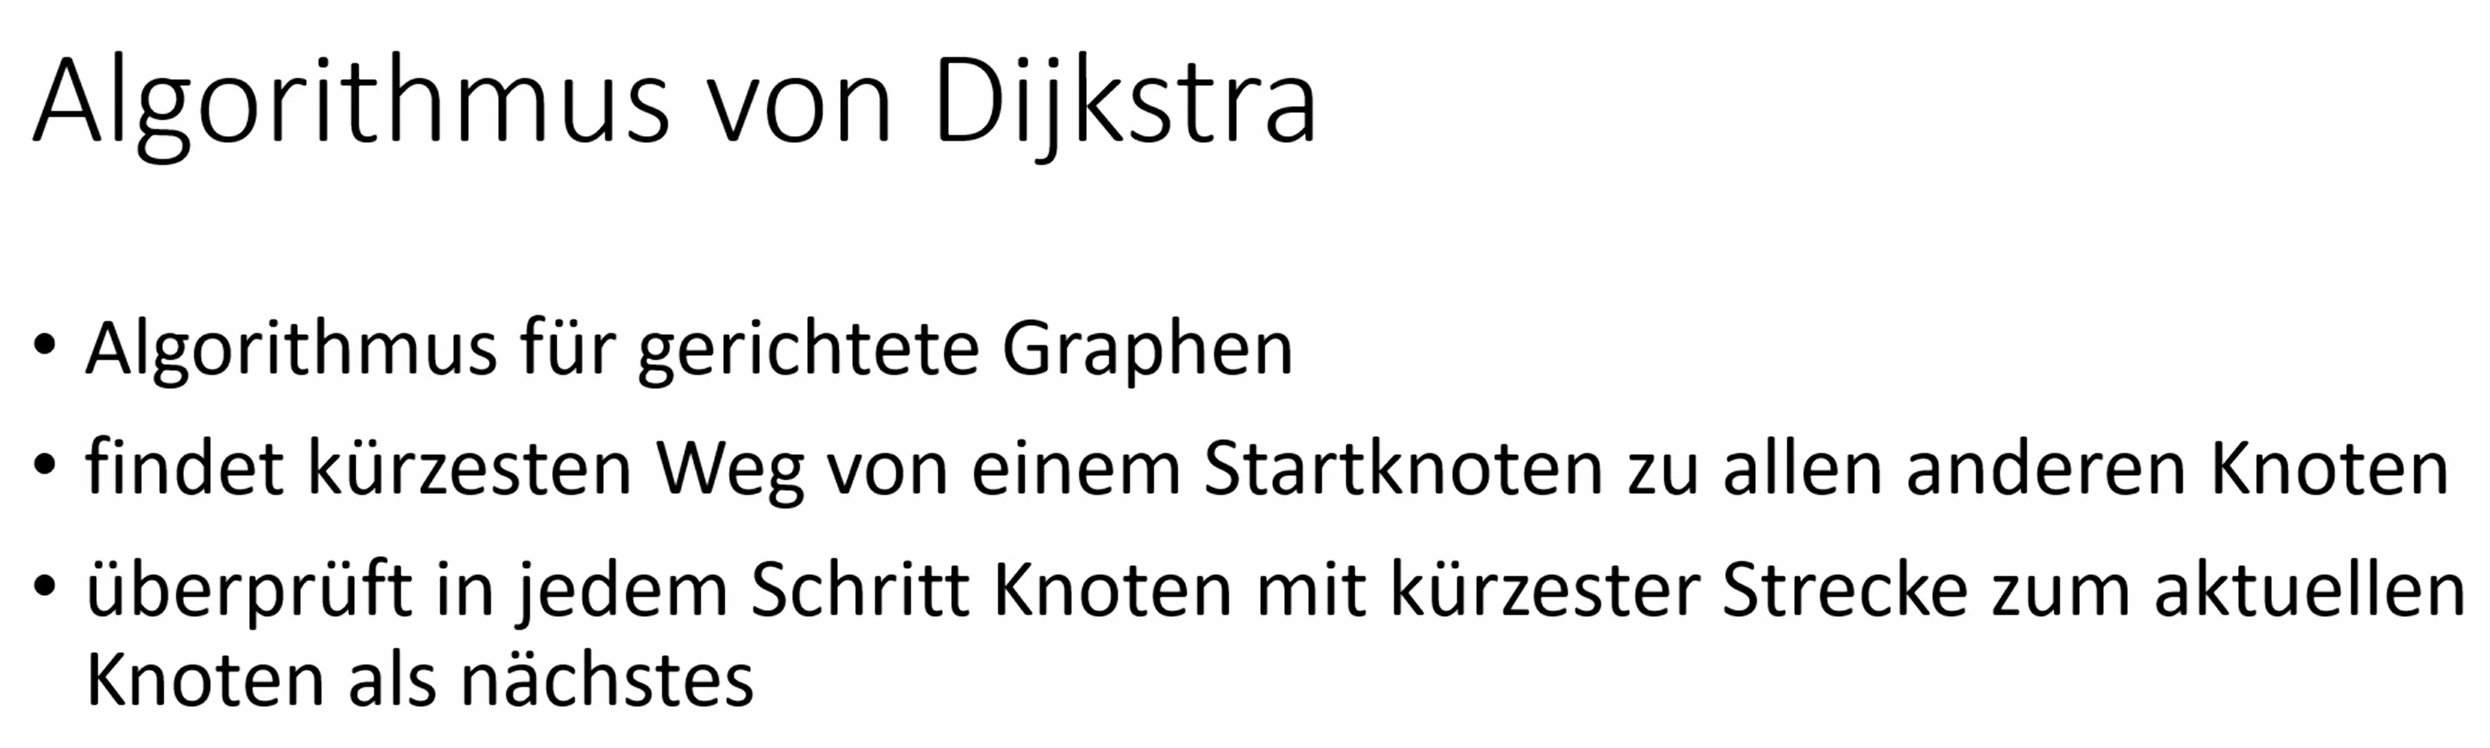 Algorithmus von Dijkstra
• Algorithmus für gerichtete Graphen
• findet kürzesten Weg von einem Startknoten zu allen anderen Knoten
• überprüft in jedem Schritt Knoten mit kürzester Strecke zum aktuellen
Knoten als nächstes